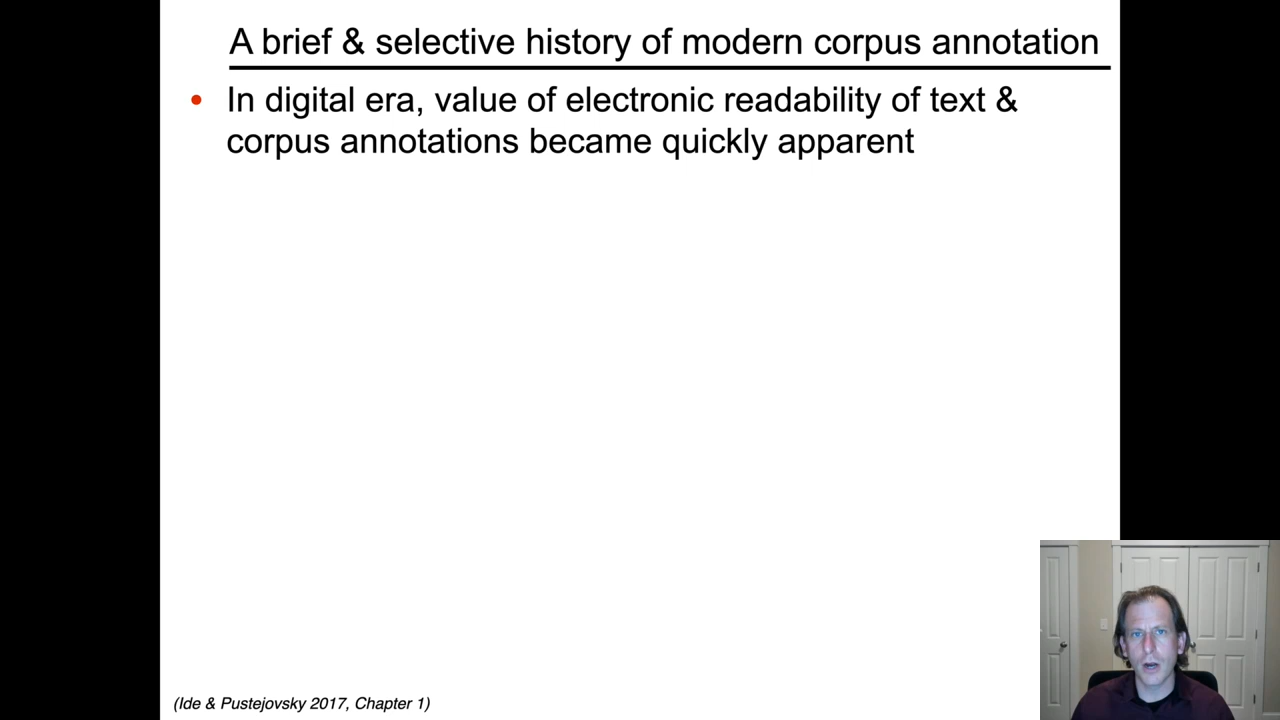 A brief & selective history of modern corpus annotation
• In digital era, value of electronic readability of text &
corpus annotations became quickly apparent
(Ide & Pustejovsky 2017, Chapter 1)